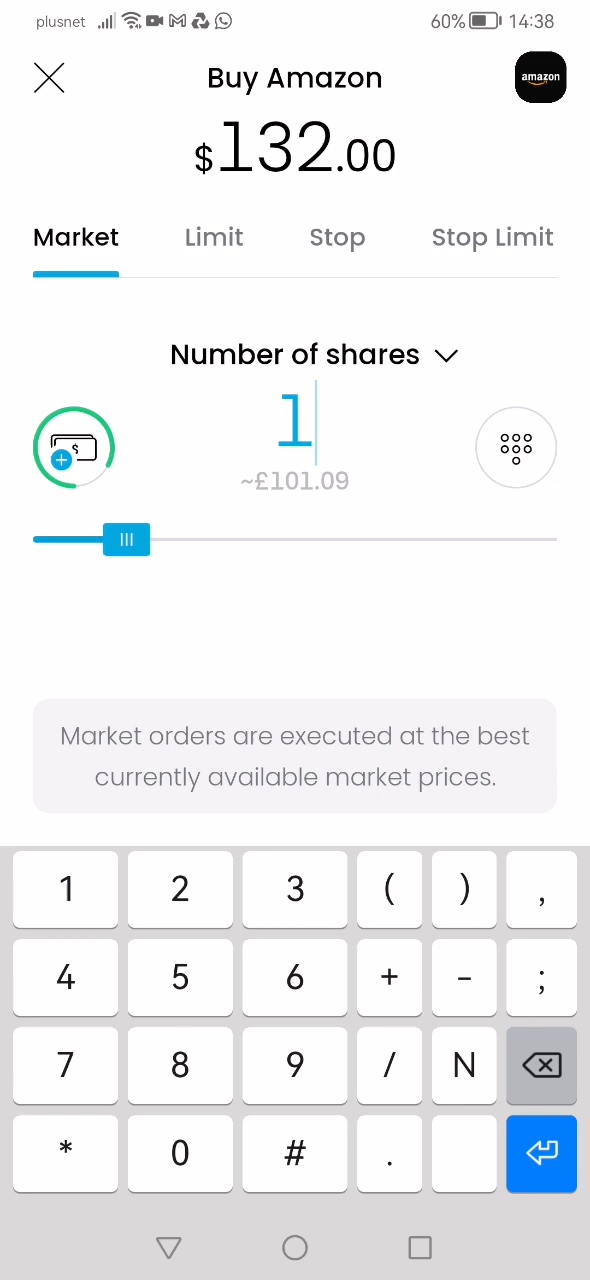 plusnet 60% 14:38
Buy Amazon
amazon
$132.00
Market Limit Stop Stop Limit
Number of shares
$
1
~£101.09
Market orders are executed at the best
currently available market prices.
1 2 3 ( ) ,
4 5 6 + - ;
7 8 9 / N
* 0 # .